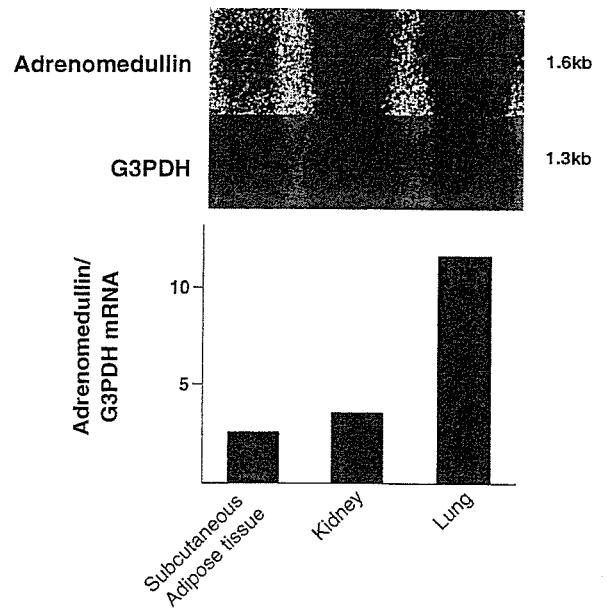 Adrenomedullin
1.6kb
G3PDH
1.3kb
Adrenomedullin/
G3PDH mRNA
10
5
Subcutaneous
Adipose tissue
Kidney
Lung